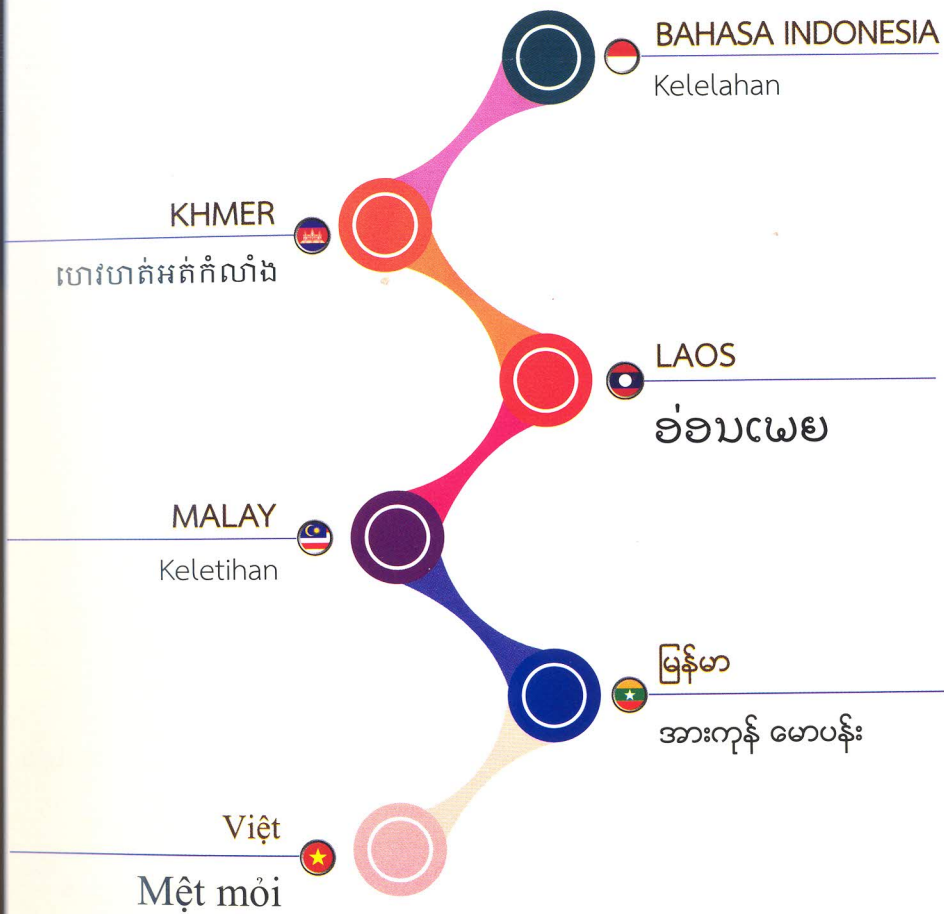 BAHASA INDONESIA
Kelelahan
KHMER
ហេវហាត់អត់កំលាំង
LAOS
ອ່ອນເພຍ
MALAY
Keletihan
မြန်မာ
အားကုန် မောပန်း
Việt
Mệt mỏi